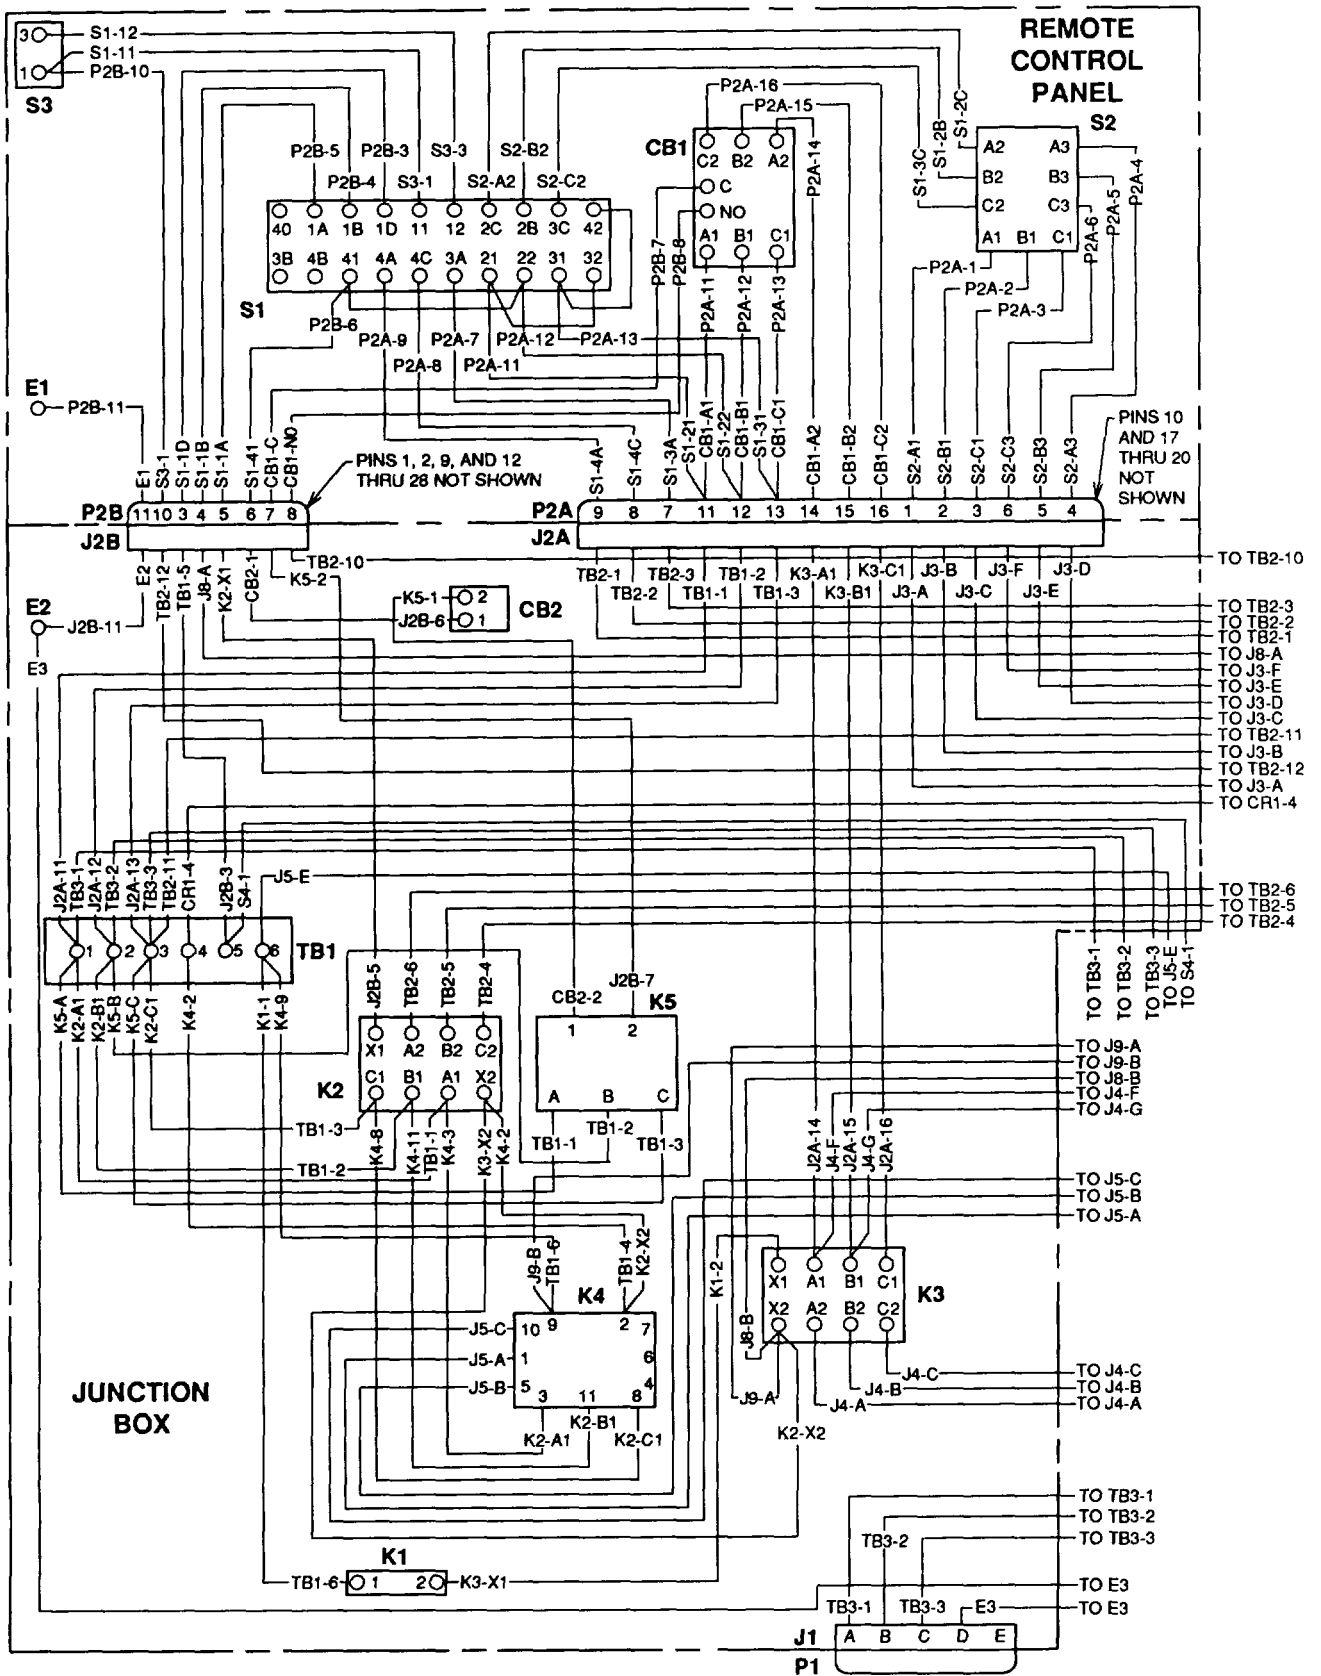 REMOTE
CONTROL
PANEL
3
1
S3
S1-12
S1-11
P2B-10
P2B-5
P2B-4
P2B-3
S3-1
S3-3
S2-A2
S2-B2
S2-C2
40 1A 1B 1D 11 12 2C 2B 3C 42
3B 4B 41 4A 4C 3A 21 22 31 32
S1
P2B-6
P2A-9
P2A-8
P2A-7
P2A-11
P2A-12
P2A-13
CB1
C2 B2 A2
C
NO
A1 B1 C1
P2A-16
P2A-15
P2A-14
P2B-7
P2B-8
P2A-11
P2A-12
P2A-13
S1-3C
S1-2B
S1-2C
S2
A2 A3
B2 B3
C2 C3
A1 B1 C1
P2A-4
P2A-5
P2A-6
P2A-1
P2A-2
P2A-3
E1
P2B-11
E1
S3-1
S1-1D
S1-1B
S1-1A
S1-41
CB1-C
CB1-NO
PINS 1, 2, 9, AND 12
THRU 28 NOT SHOWN
S1-4A
S1-4C
S1-3A
S1-21
CB1-A1
S1-22
CB1-B1
S1-31
CB1-C1
CB1-A2
CB1-B2
CB1-C2
S2-A1
S2-B1
S2-C1
S2-C3
S2-B3
S2-A3
PINS 10
AND 17
THRU 20
NOT
SHOWN
P2B
11 10 3 4 5 6 7 8
J2B
P2A
9 8 7 11 12 13 14 15 16 1 2 3 6 5 4
J2A
E2
TB2-12
TB1-5
J8-A
K2-X1
CB2-1
K5-2
TB2-10
TB2-1
TB2-2
TB2-3
TB1-1
TB1-2
TB1-3
K3-A1
K3-B1
K3-C1
J3-A
J3-B
J3-C
J3-F
J3-E
J3-D
E2
J2B-11
E3
K5-1 2
J2B-6 1
CB2
TO TB2-10
TO TB2-3
TO TB2-2
TO TB2-1
TO J8-A
TO J3-F
TO J3-E
TO J3-D
TO J3-C
TO TB2-11
TO J3-B
TO TB2-12
TO J3-A
TO CR1-4
J2A-11
TB3-1
J2A-12
TB3-2
J2A-13
TB3-3
TB2-11
CR1-4
J2B-3
S4-1
J5-E
1 2 3 4 5 6
TB1
K5-A
K2-A1
K2-B1
K5-B
K5-C
K2-C1
K4-2
K1-1
K4-9
TO TB2-6
TO TB2-5
TO TB2-4
TO TB3-1
TO TB3-2
TO TB3-3
TO J5-E
TO S4-1
J2B-5
TB2-6
TB2-5
TB2-4
X1 A2 B2 C2
C1 B1 A1 X2
K2
TB1-3
K4-8
TB1-2
K4-11
TB1-1
K4-3
K3-X2
K4-2
CB2-2
J2B-7
K5
1 2
A B C
TB1-1
TB1-2
TB1-3
TO J9-A
TO J9-B
TO J8-B
TO J4-F
TO J4-G
J2A-14
J4-F
J2A-15
J4-G
J2A-16
TO J5-C
TO J5-B
TO J5-A
J9-B
TB1-6
TB1-4
K2-X2
K1-2
X1 A1 B1 C1
X2 A2 B2 C2
K3
K4
J5-C
J5-A
J5-B
10 9 2 7
1 6
5 4
3 11 8
K2-A1
K2-B1
K2-C1
J8-B
J9-A
J4-A
J4-B
J4-C
K2-X2
TO J4-C
TO J4-B
TO J4-A
JUNCTION
BOX
TO TB3-1
TO TB3-2
TO TB3-3
TB3-2
K1
TB1-6 1 2 K3-X1
TO E3
TO E3
TB3-1
TB3-3
E3
J1
A B C D E
P1